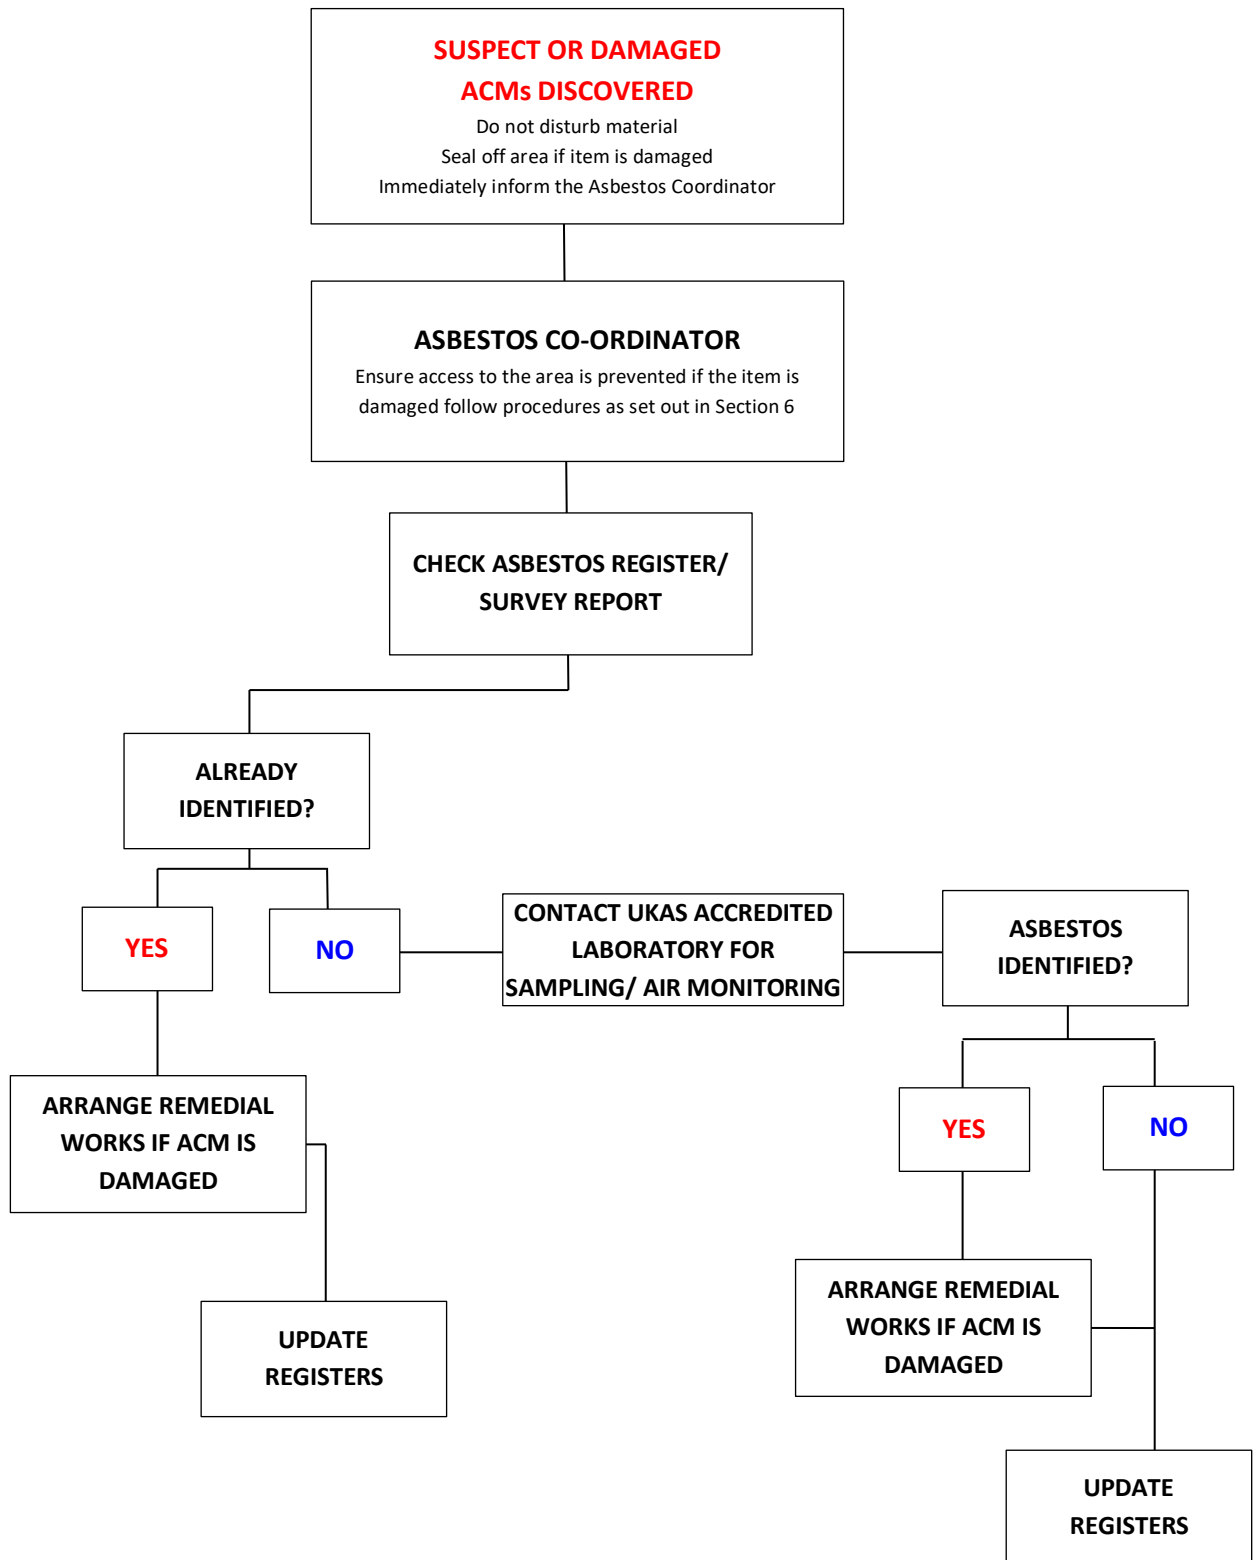 SUSPECT OR DAMAGED
ACMs DISCOVERED
Do not disturb material
Seal off area if item is damaged
Immediately inform the Asbestos Coordinator
ASBESTOS CO-ORDINATOR
Ensure access to the area is prevented if the item is
damaged follow procedures as set out in Section 6
CHECK ASBESTOS REGISTER/
SURVEY REPORT
ALREADY
IDENTIFIED?
YES
NO
CONTACT UKAS ACCREDITED
LABORATORY FOR
SAMPLING/ AIR MONITORING
ASBESTOS
IDENTIFIED?
ARRANGE REMEDIAL
WORKS IF ACM IS
DAMAGED
UPDATE
REGISTERS
YES
NO
ARRANGE REMEDIAL
WORKS IF ACM IS
DAMAGED
UPDATE
REGISTERS